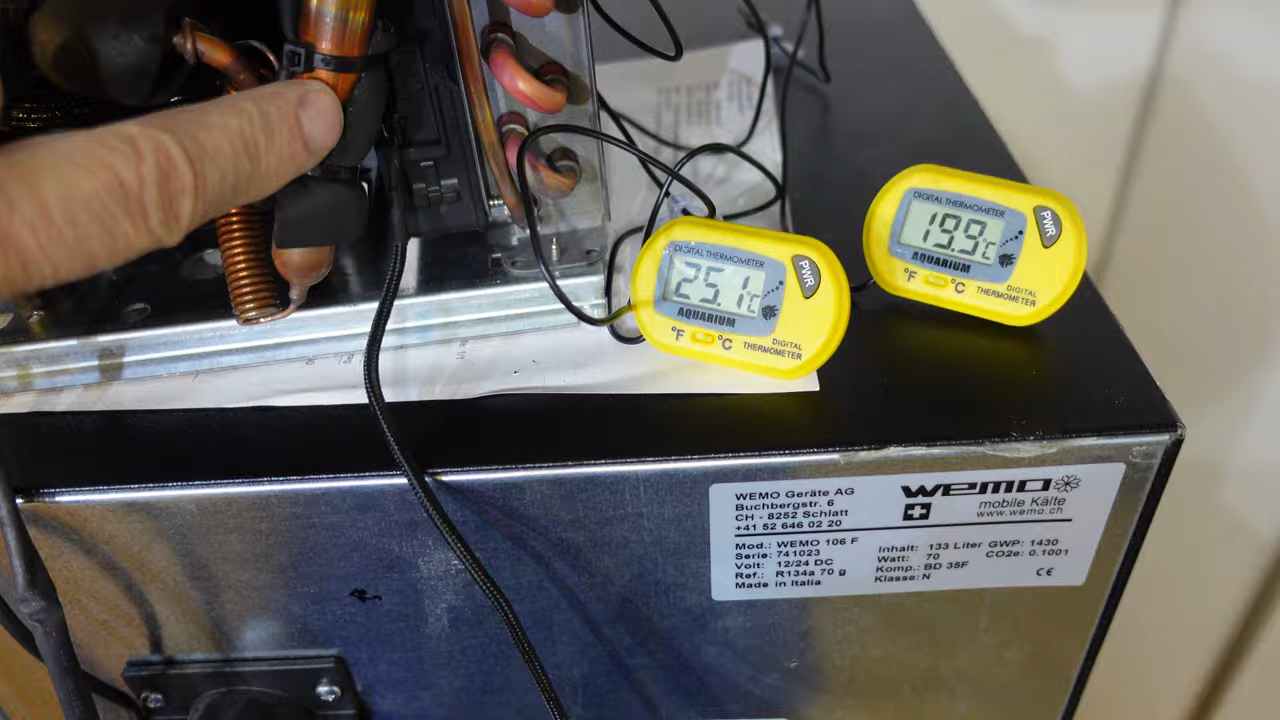 DIGITAL THERMOMETER
19.9°C
PWR
AQUARIUM
°F °C
DIGITAL
THERMOMETER
DIGITAL THERMOMETER
25.1°C
PWR
AQUARIUM
°F °C
DIGITAL
THERMOMETER
WEMO Geräte AG
Buchbergstr. 6
CH - 8252 Schlatt
+41 52 646 02 20
wemo
mobile Kälte
www.wemo.ch
Mod.: WEMO 106 F
Serie: 741023
Volt: 12/24 DC
Ref.: R134a 70 g
Made in Italia
Inhalt: 133 Liter GWP: 1430
Watt: 70 CO2e: 0.1001
Komp.: BD 35F
Klasse: N CE